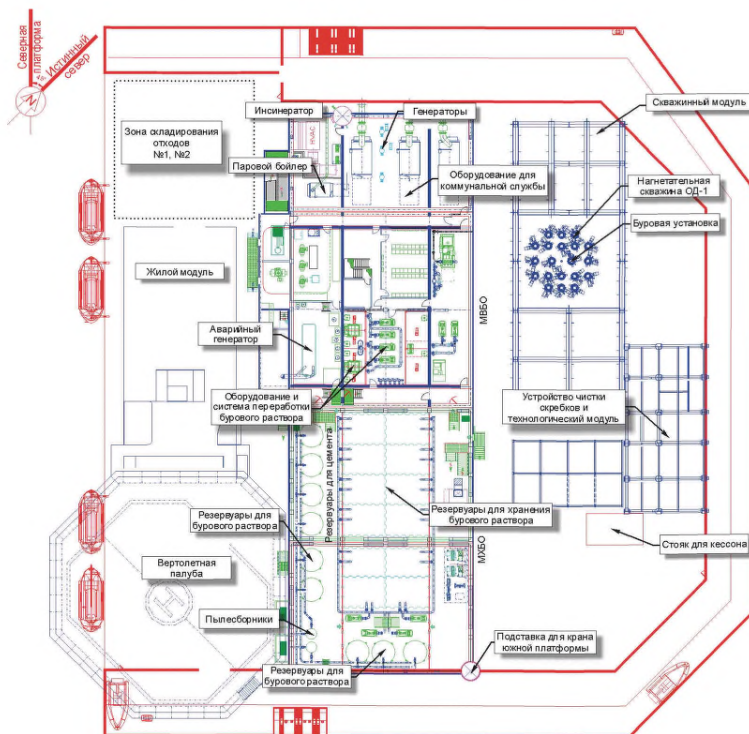 Северная
платформа
Истинный
север
N
Инсинератор
Генераторы
Скважинный модуль
Зона складирования
отходов
№1, №2
HVAC
Паровой бойлер
Оборудование для
коммунальной службы
Нагнетательная
скважина ОД-1
Буровая установка
Жилой модуль
МВБО
Аварийный
генератор
Оборудование и
система переработки
бурового раствора
Устройство чистки
скребков и
технологический модуль
Резервуары для цемента
Резервуары для
бурового раствора
Резервуары для хранения
бурового раствора
МХБО
Стояк для кессона
Вертолетная
палуба
H
Пылесборники
Подставка для крана
южной платформы
Резервуары для
бурового раствора